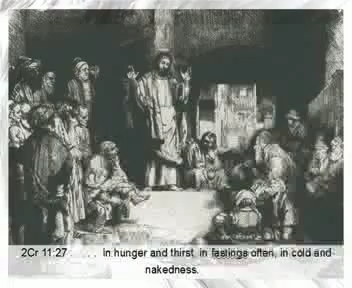 2Cr 11:27 . . . . . In hunger and thirst, in fastings often, in cold and
nakedness.